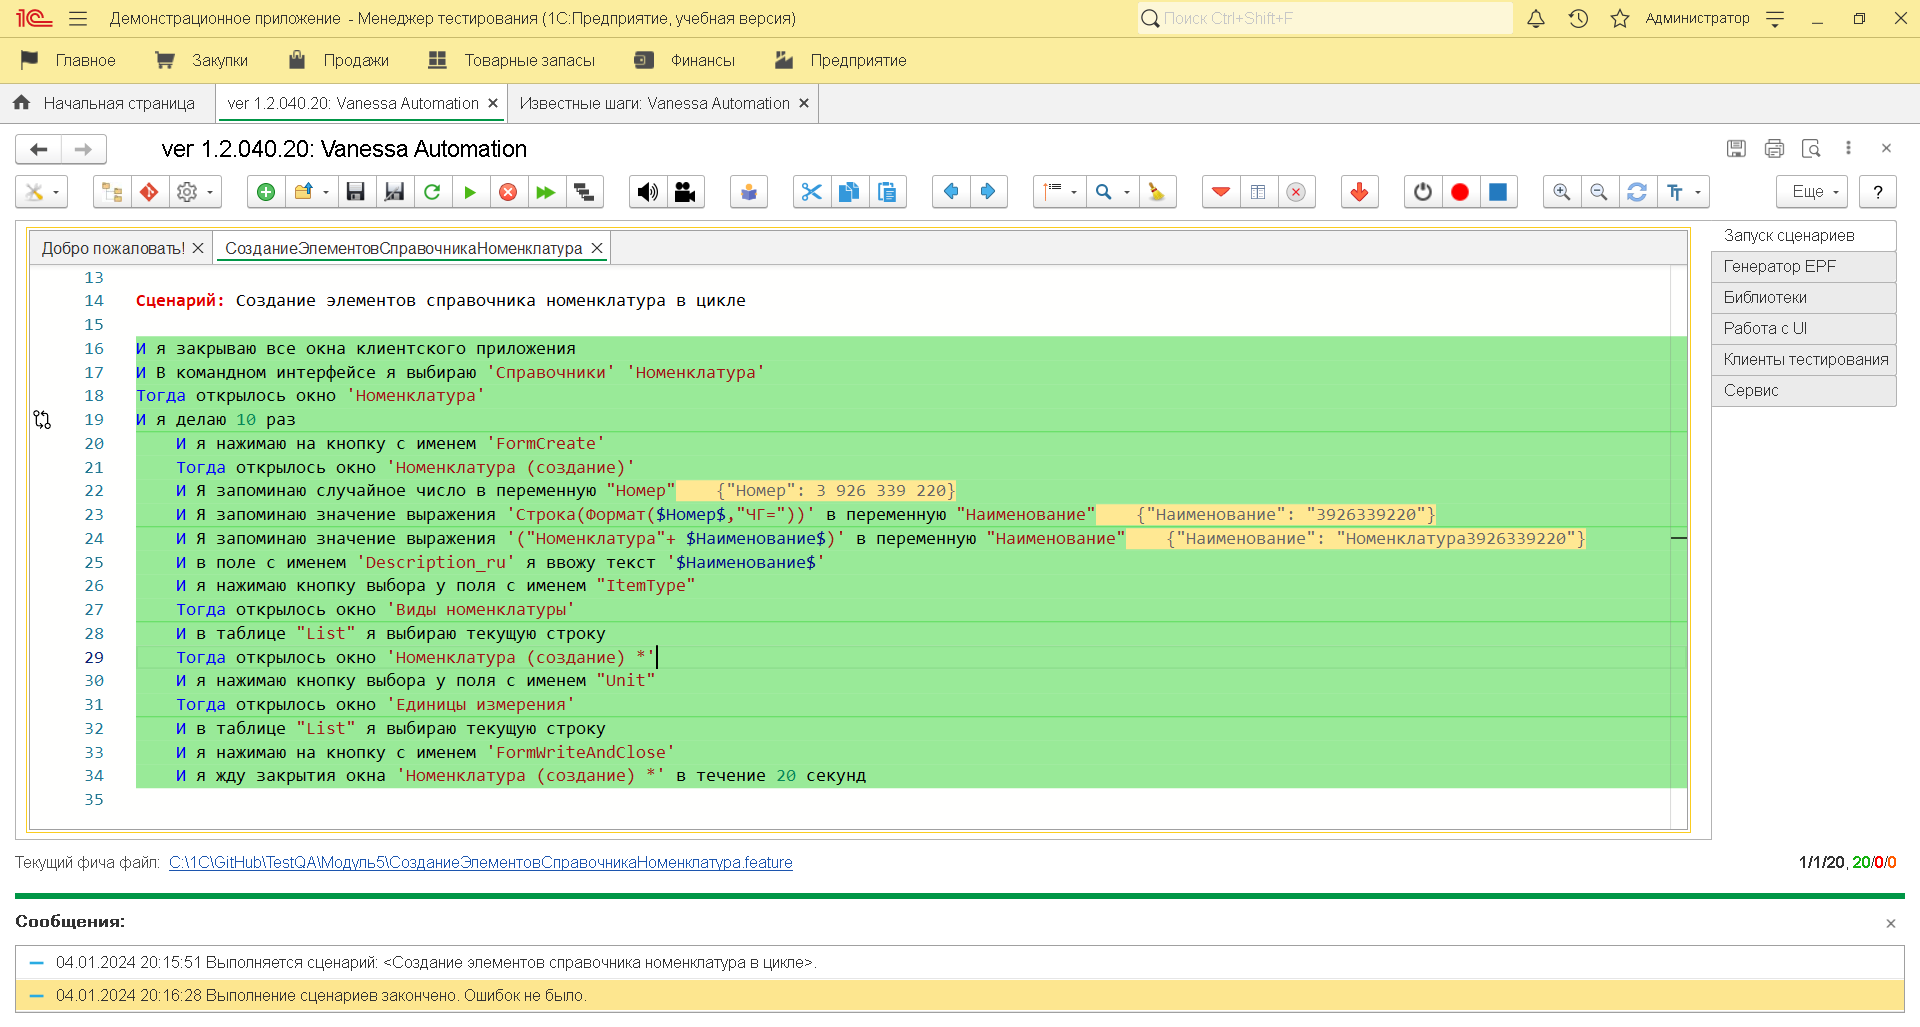 1С Демонстрационное приложение - Менеджер тестирования (1С:Предприятие, учебная версия) Поиск Ctrl+Shift+F Администратор
Главное Закупки Продажи Товарные запасы Финансы Предприятие
Начальная страница ver 1.2.040.20: Vanessa Automation Известные шаги: Vanessa Automation
ver 1.2.040.20: Vanessa Automation
Еще ?
Добро пожаловать! СозданиеЭлементовСправочникаНоменклатура
Запуск сценариев
Генератор EPF
Библиотеки
Работа с UI
Клиенты тестирования
Сервис
13
14 Сценарий: Создание элементов справочника номенклатура в цикле
15
16 И я закрываю все окна клиентского приложения
17 И В командном интерфейсе я выбираю 'Справочники' 'Номенклатура'
18 Тогда открылось окно 'Номенклатура'
19 И я делаю 10 раз
20 И я нажимаю на кнопку с именем 'FormCreate'
21 Тогда открылось окно 'Номенклатура (создание)'
22 И Я запоминаю случайное число в переменную "Номер" {"Номер": 3 926 339 220}
23 И Я запоминаю значение выражения 'Строка(Формат($Номер$,"ЧГ="))' в переменную "Наименование" {"Наименование": "3926339220"}
24 И Я запоминаю значение выражения '("Номенклатура"+ $Наименование$)' в переменную "Наименование" {"Наименование": "Номенклатура3926339220"}
25 И в поле с именем 'Description_ru' я ввожу текст '$Наименование$'
26 И я нажимаю кнопку выбора у поля с именем "ItemType"
27 Тогда открылось окно 'Виды номенклатуры'
28 И в таблице "List" я выбираю текущую строку
29 Тогда открылось окно 'Номенклатура (создание) *'
30 И я нажимаю кнопку выбора у поля с именем "Unit"
31 Тогда открылось окно 'Единицы измерения'
32 И в таблице "List" я выбираю текущую строку
33 И я нажимаю на кнопку с именем 'FormWriteAndClose'
34 И я жду закрытия окна 'Номенклатура (создание) *' в течение 20 секунд
35
Текущий фича файл: C:\1C\GitHub\TestQA\Модуль5\СозданиеЭлементовСправочникаНоменклатура.feature 1/1/20, 20/0/0
Сообщения:
04.01.2024 20:15:51 Выполняется сценарий: <Создание элементов справочника номенклатура в цикле>.
04.01.2024 20:16:28 Выполнение сценариев закончено. Ошибок не было.